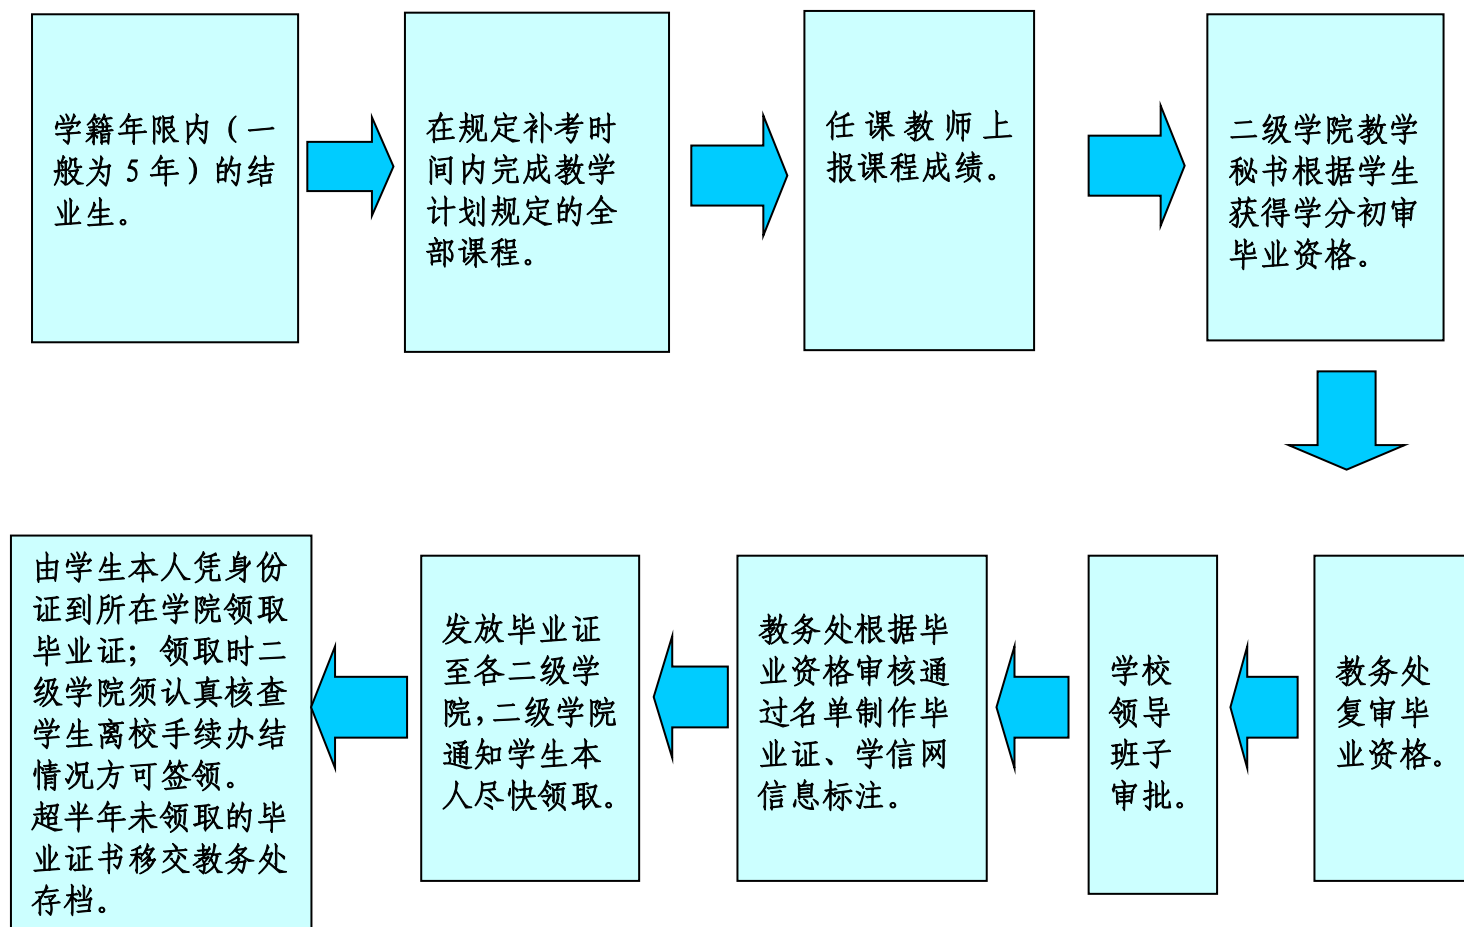 学籍年限内（一
般为 5 年）的结
业生。
在规定补考时
间内完成教学
计划规定的全
部课程。
任课教师上
报课程成绩。
二级学院教学
秘书根据学生
获得学分初审
毕业资格。
教务处
复审毕
业资格。
学校
领导
班子
审批。
教务处根据毕
业资格审核通
过名单制作毕
业证、学信网
信息标注。
发放毕业证
至各二级学
院，二级学院
通知学生本
人尽快领取。
由学生本人凭身份
证到所在学院领取
毕业证；领取时二
级学院须认真核查
学生离校手续办结
情况方可签领。
超半年未领取的毕
业证书移交教务处
存档。